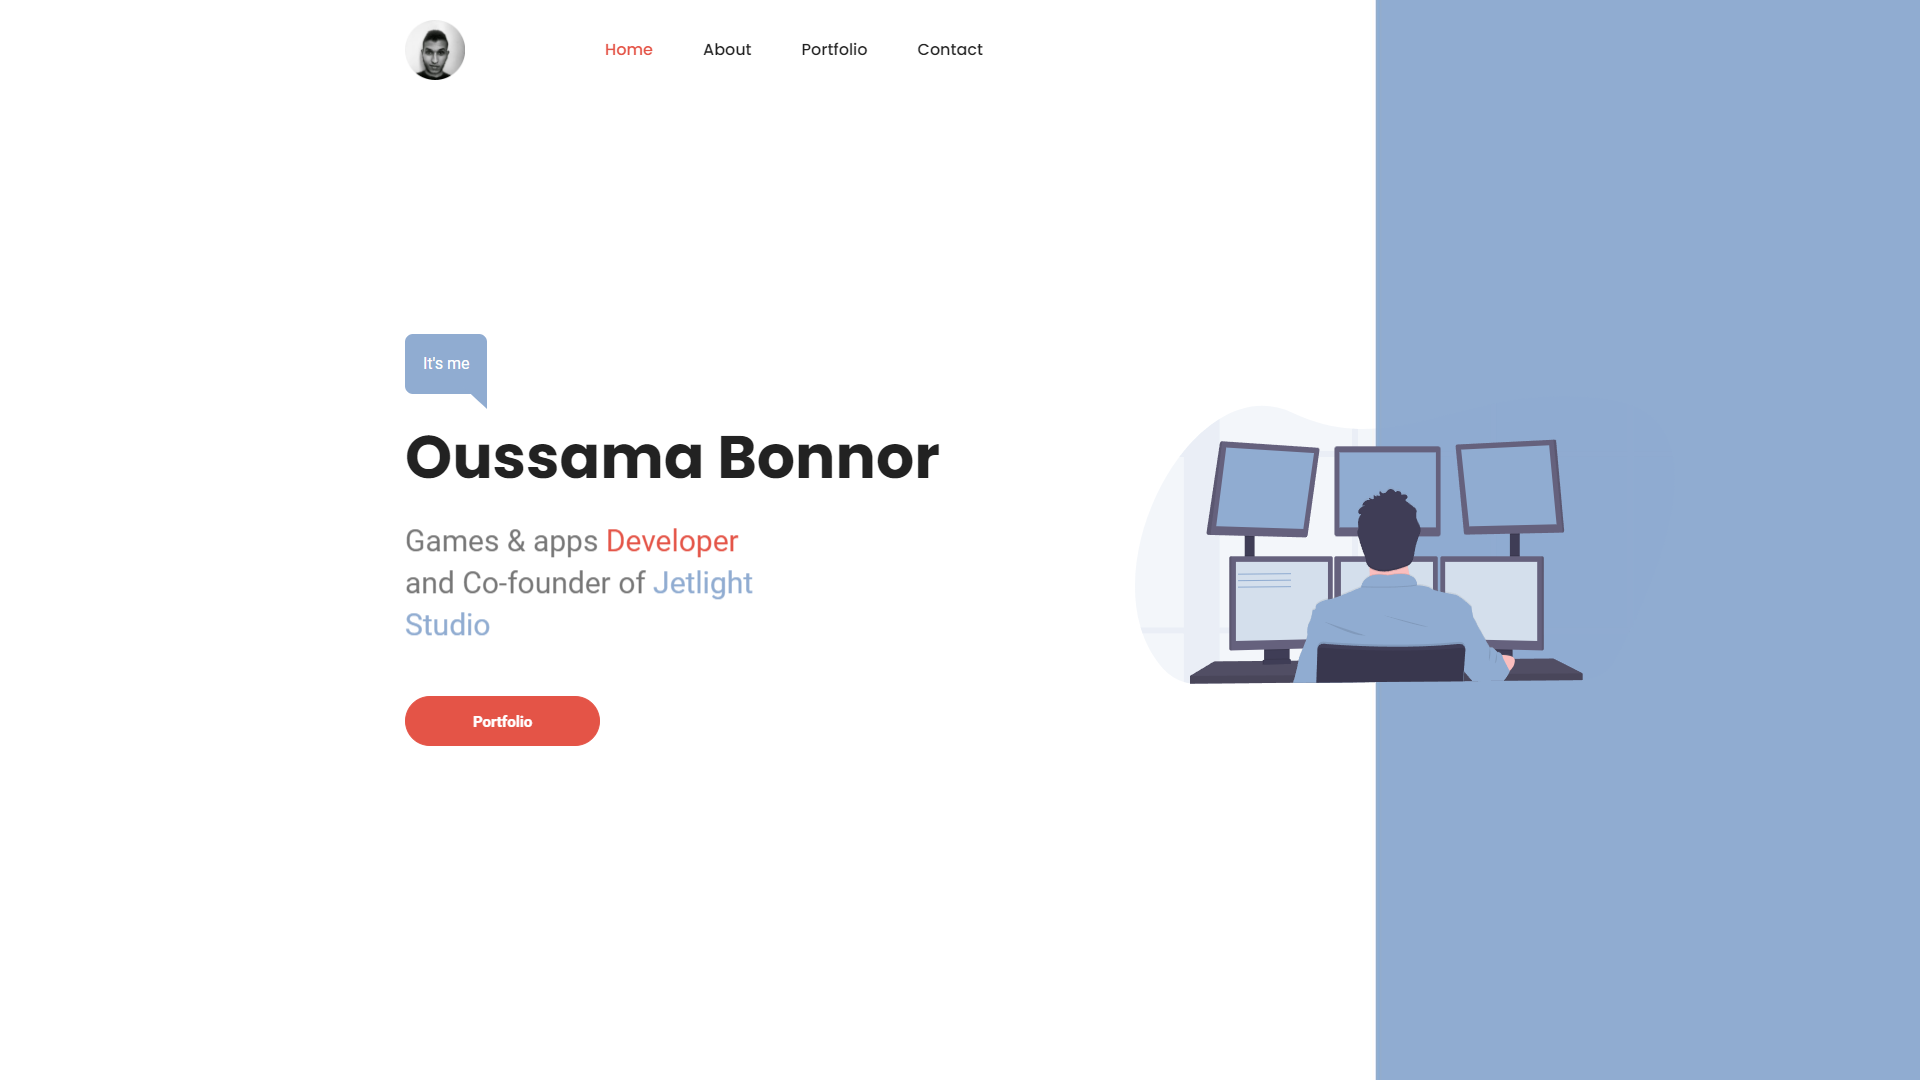 Home About Portfolio Contact
It's me
Oussama Bonnor
Games & apps Developer
and Co-founder of Jetlight
Studio
Portfolio